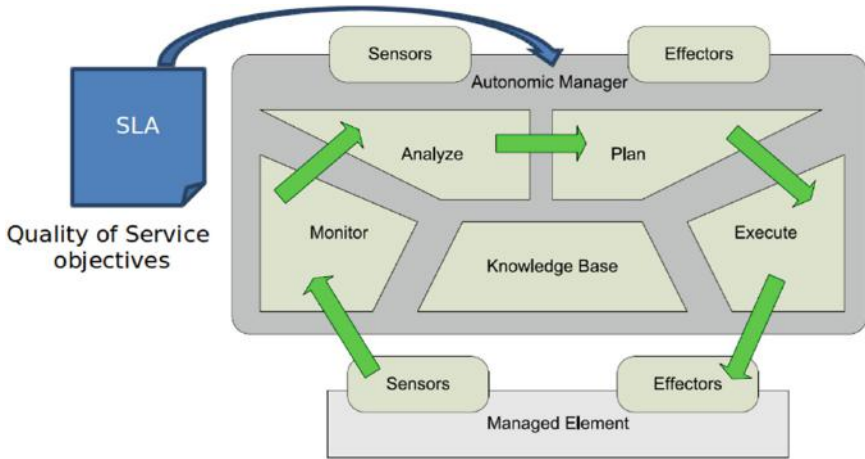 Sensors
Effectors
Autonomic Manager
SLA
Analyze
Plan
Quality of Service
objectives
Monitor
Execute
Knowledge Base
Sensors
Effectors
Managed Element